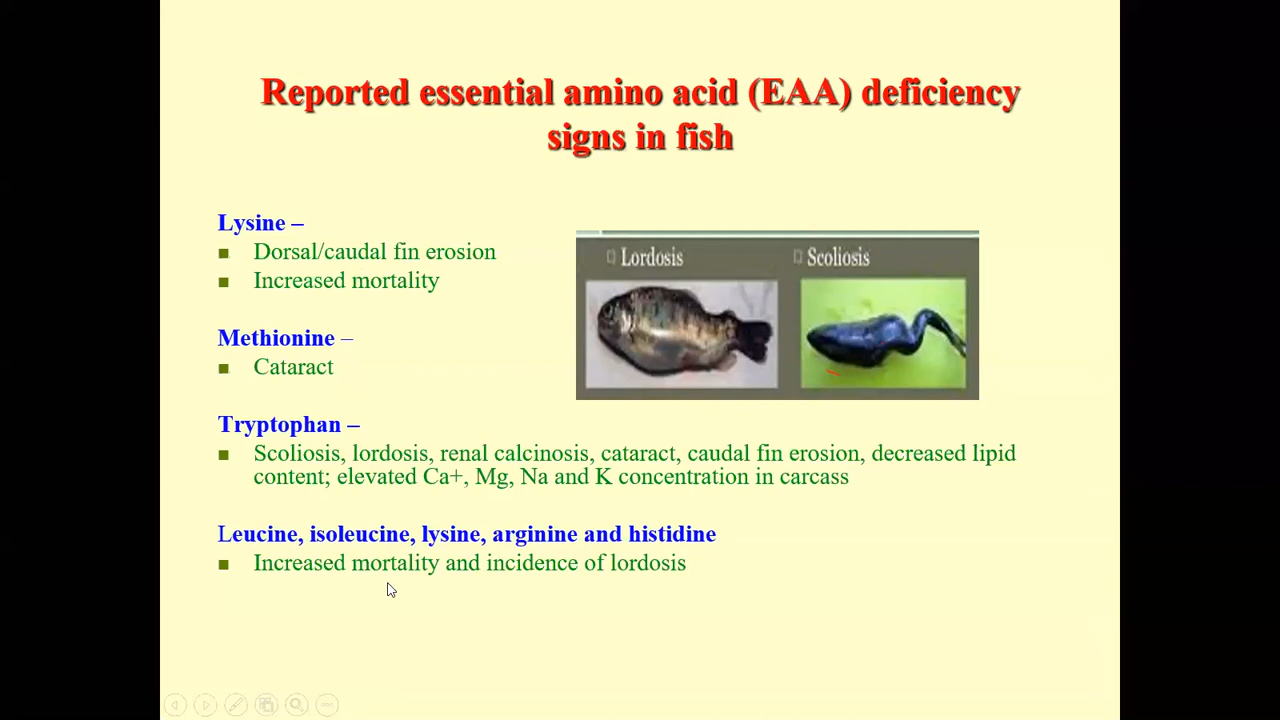 Reported essential amino acid (EAA) deficiency
signs in fish
Lysine –
Dorsal/caudal fin erosion
Increased mortality
Lordosis
Scoliosis
Methionine –
Cataract
Tryptophan –
Scoliosis, lordosis, renal calcinosis, cataract, caudal fin erosion, decreased lipid
content; elevated Ca+, Mg, Na and K concentration in carcass
Leucine, isoleucine, lysine, arginine and histidine
Increased mortality and incidence of lordosis